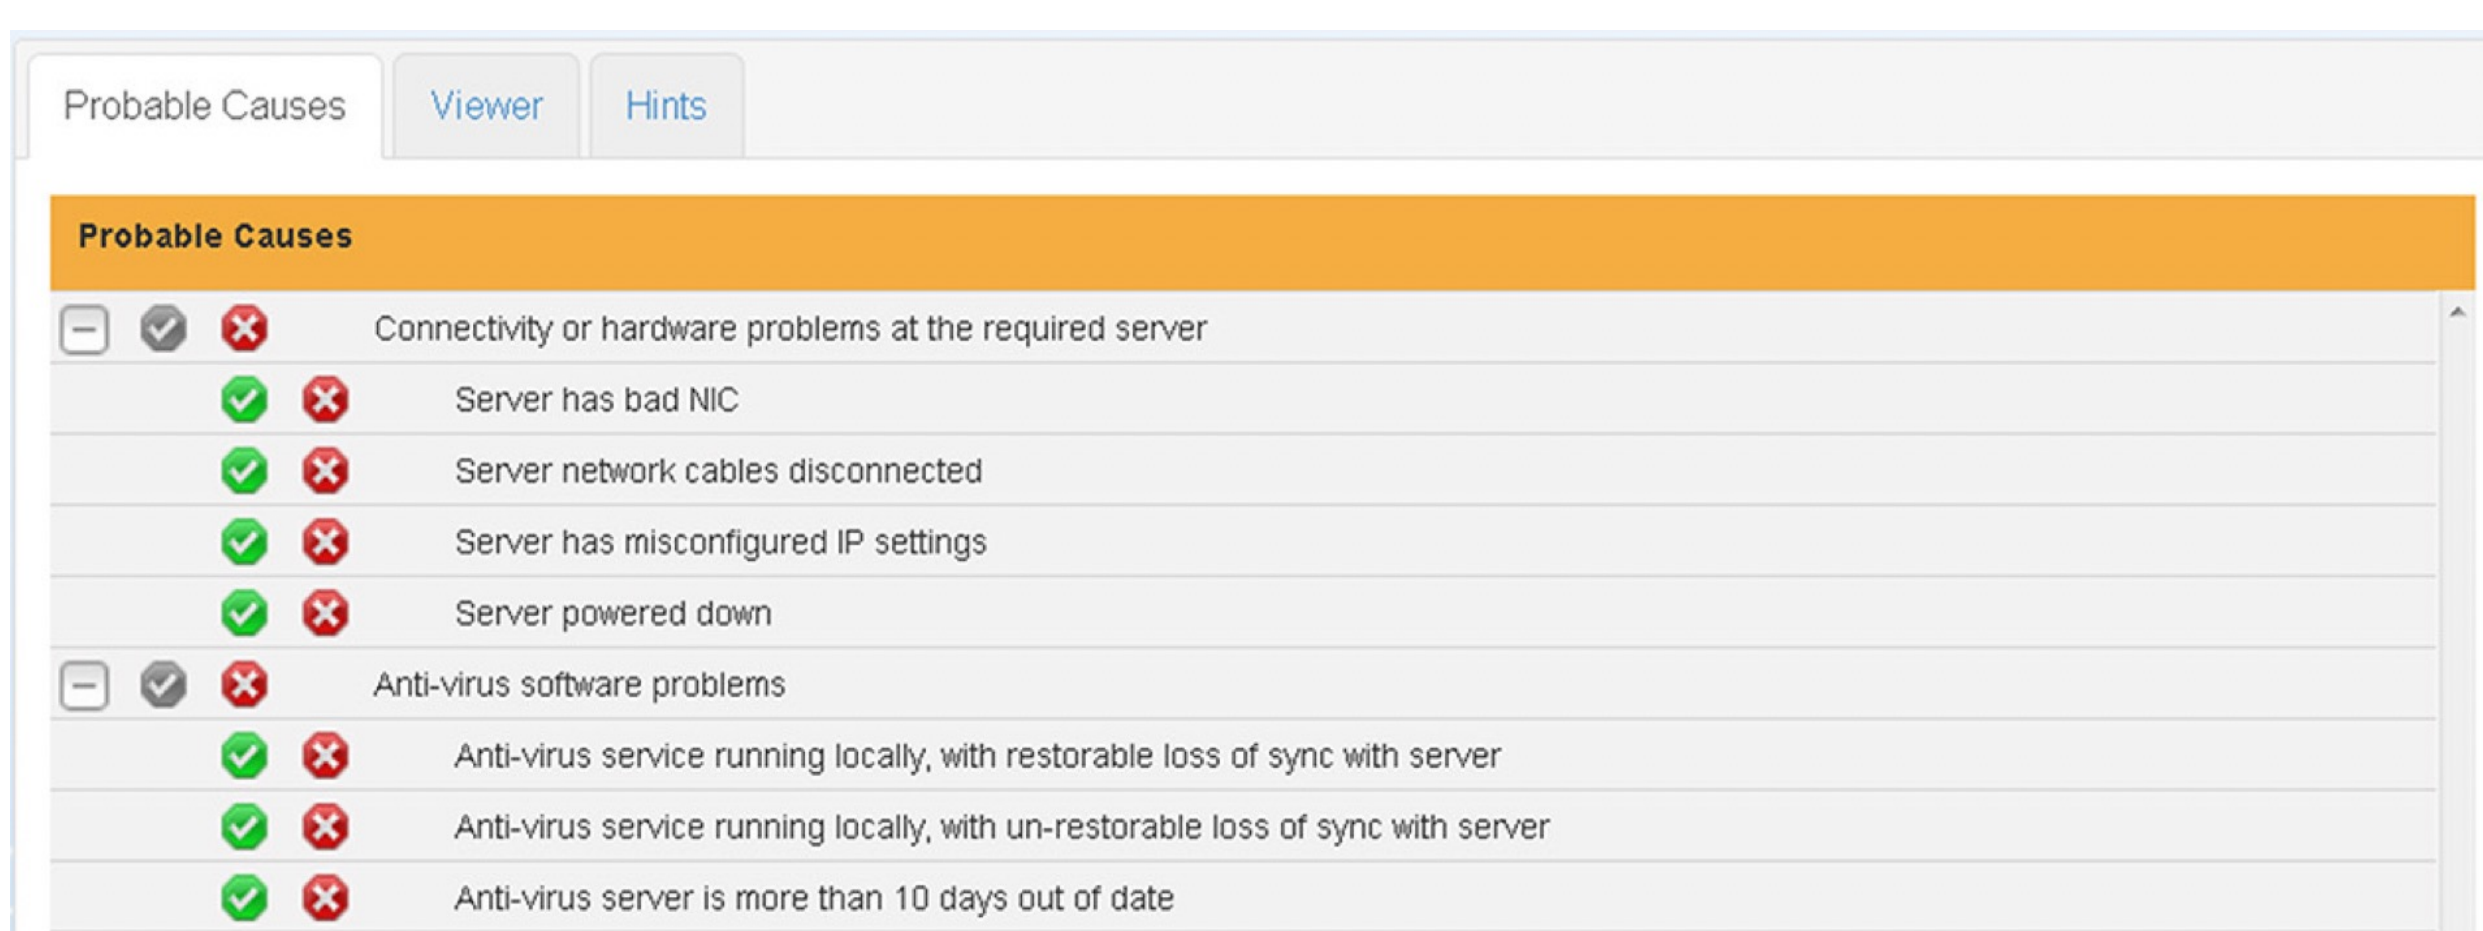 Probable Causes Viewer Hints
Probable Causes
Connectivity or hardware problems at the required server
Server has bad NIC
Server network cables disconnected
Server has misconfigured IP settings
Server powered down
Anti-virus software problems
Anti-virus service running locally, with restorable loss of sync with server
Anti-virus service running locally, with un-restorable loss of sync with server
Anti-virus server is more than 10 days out of date